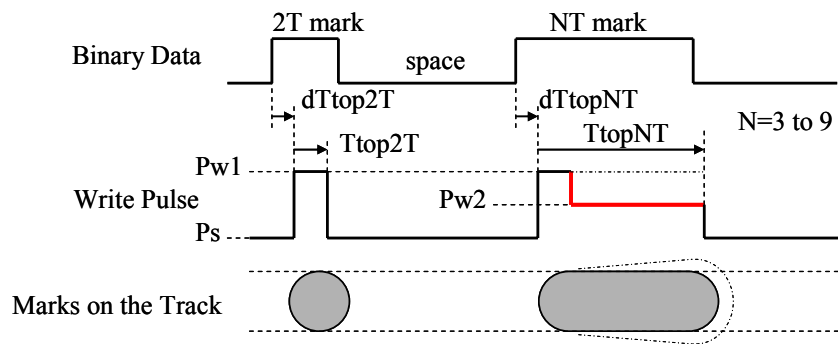 2T mark
NT mark
Binary Data
space
dTtop2T
dTtopNT
N=3 to 9
Ttop2T
TtopNT
Pw1
Write Pulse
Pw2
Ps
Marks on the Track